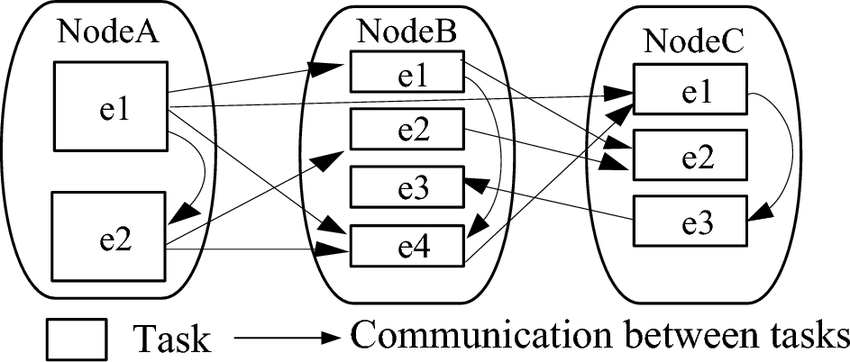 NodeA
e1
e2
NodeB
e1
e2
e3
e4
NodeC
e1
e2
e3
Task
Communication between tasks